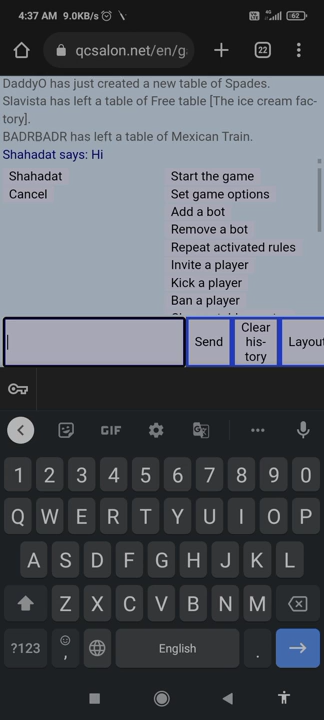 4:37 AM 9.0KB/s
62
qcsalon.net/en/g
22
DaddyO has just created a new table of Spades.
Slavista has left a table of Free table [The ice cream fac-
tory].
BADRBADR has left a table of Mexican Train.
Shahadat says: Hi
Shahadat
Cancel
Start the game
Set game options
Add a bot
Remove a bot
Repeat activated rules
Invite a player
Kick a player
Ban a player
Send
Clear
his-
tory
Layout
GIF
1 2 3 4 5 6 7 8 9 0
Q W E R T Y U I O P
A S D F G H J K L
Z X C V B N M
?123 , English .